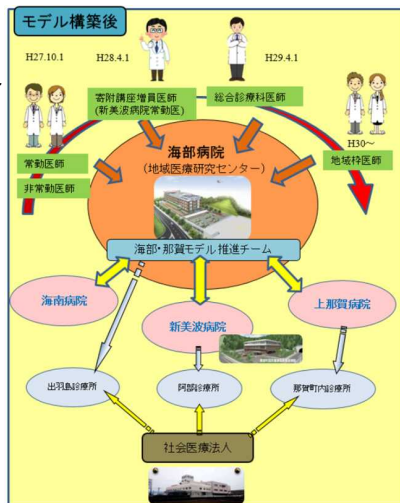 モデル構築後
H27.10.1
H28.4.1
H29.4.1
H30~
寄附講座増員医師
(新美波病院常勤医)
総合診療科医師
常勤医師
非常勤医師
地域枠医師
海部病院
(地域医療研究センター)
海部・那賀モデル推進チーム
海南病院
新美波病院
上那賀病院
出羽島診療所
阿部診療所
那賀町内診療所
社会医療法人